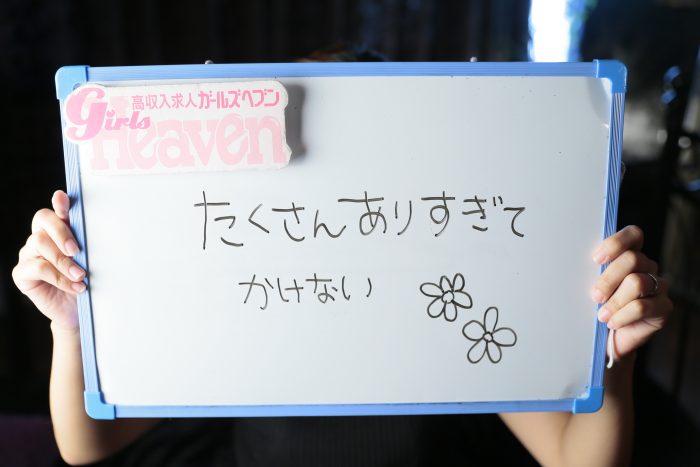 高収入求人ガールズヘブン
Girls
Heaven
たくさんありすぎて
かけない